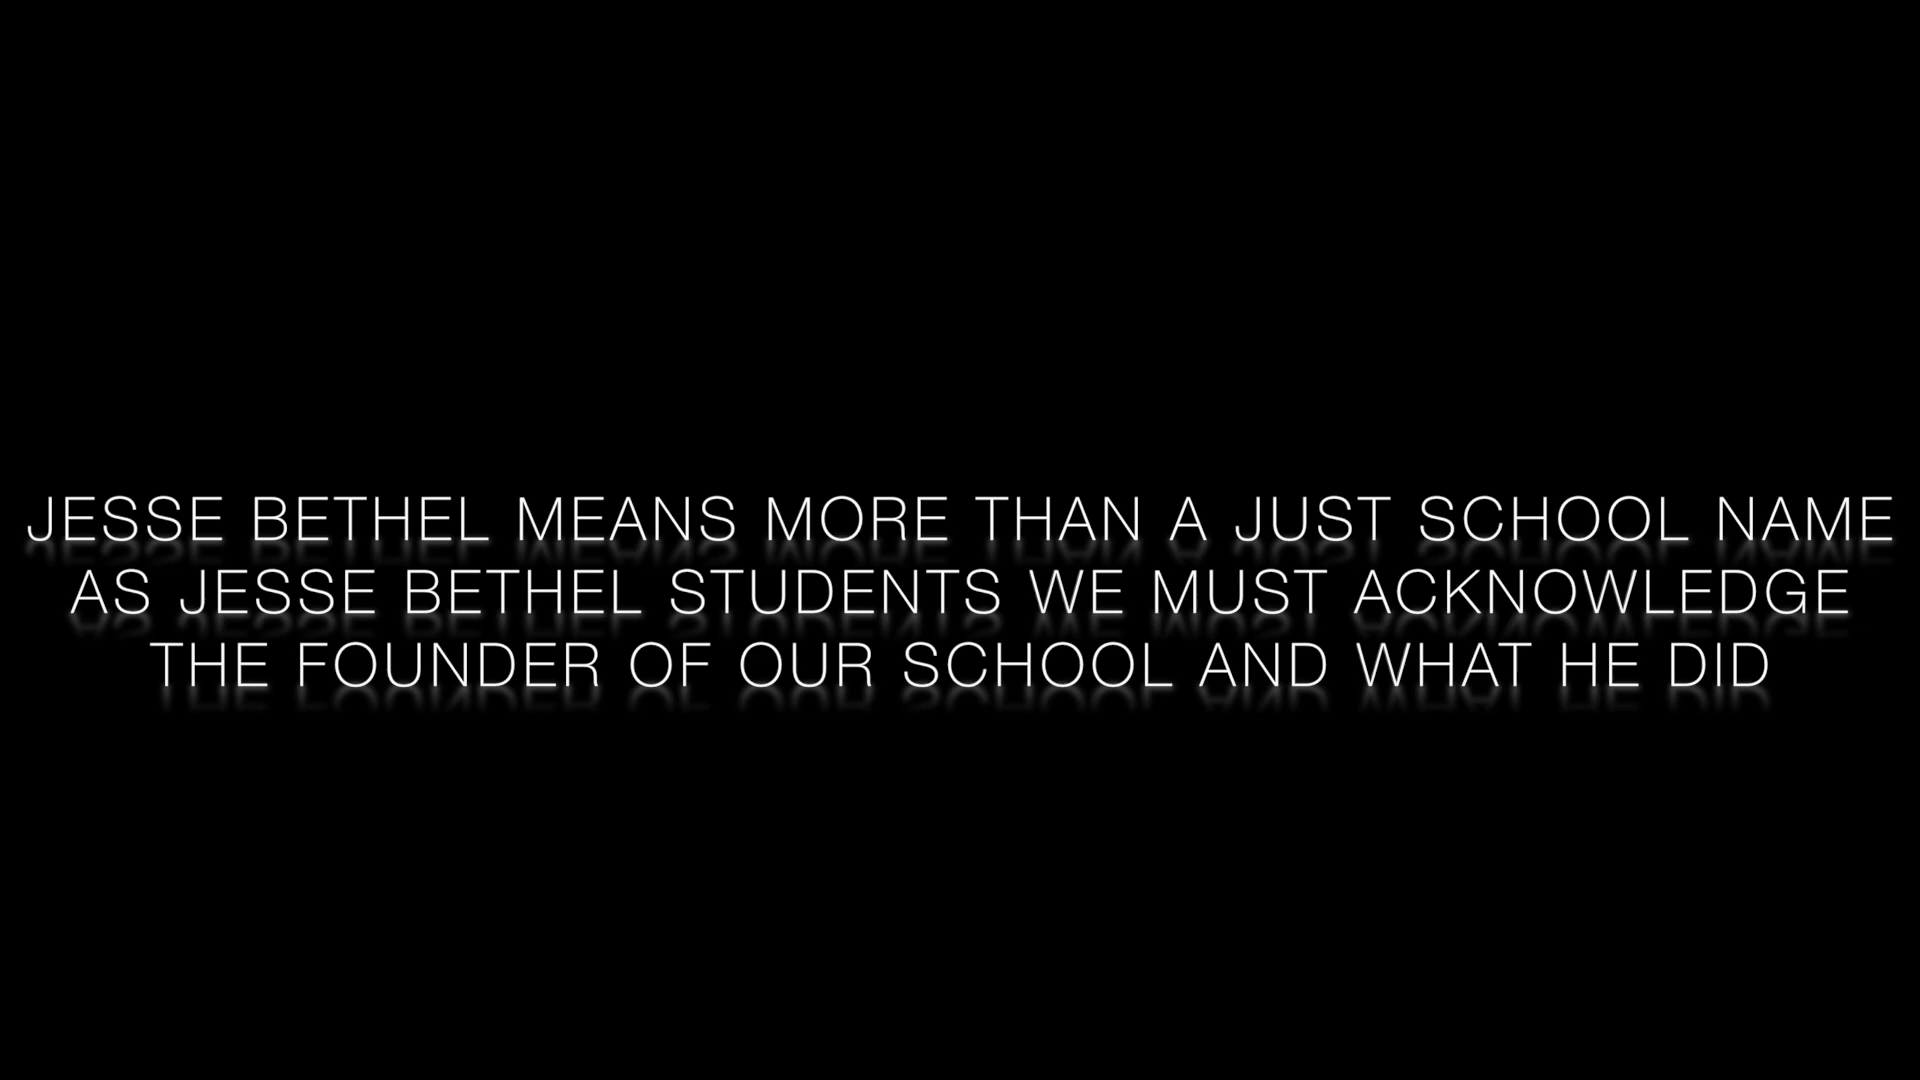 JESSE BETHEL MEANS MORE THAN A JUST SCHOOL NAME
AS JESSE BETHEL STUDENTS WE MUST ACKNOWLEDGE
THE FOUNDER OF OUR SCHOOL AND WHAT HE DID